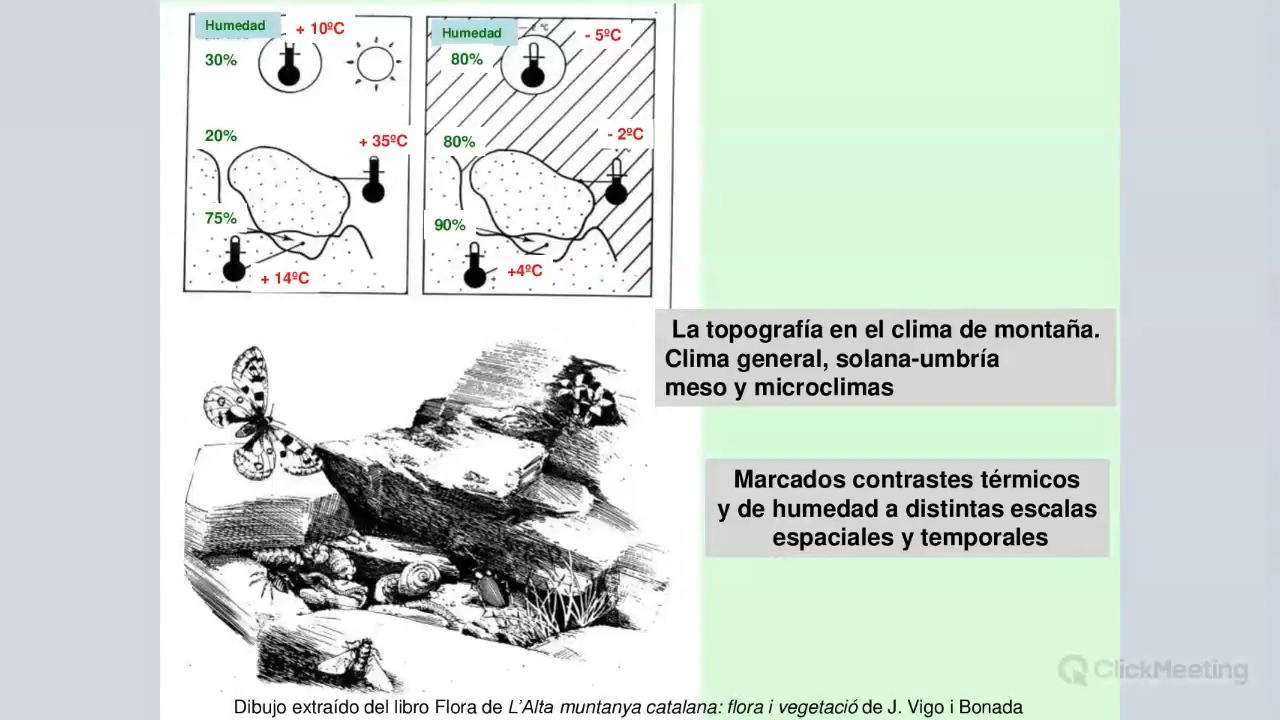 Humedad
+ 10ºC
30%
20%
+ 35ºC
75%
+ 14ºC
Humedad
- 5ºC
80%
- 2ºC
80%
90%
+4ºC
La topografía en el clima de montaña.
Clima general, solana-umbría
meso y microclimas
Marcados contrastes térmicos
y de humedad a distintas escalas
espaciales y temporales
ClickMeeting
Dibujo extraído del libro Flora de L'Alta muntanya catalana: flora i vegetació de J. Vigo i Bonada